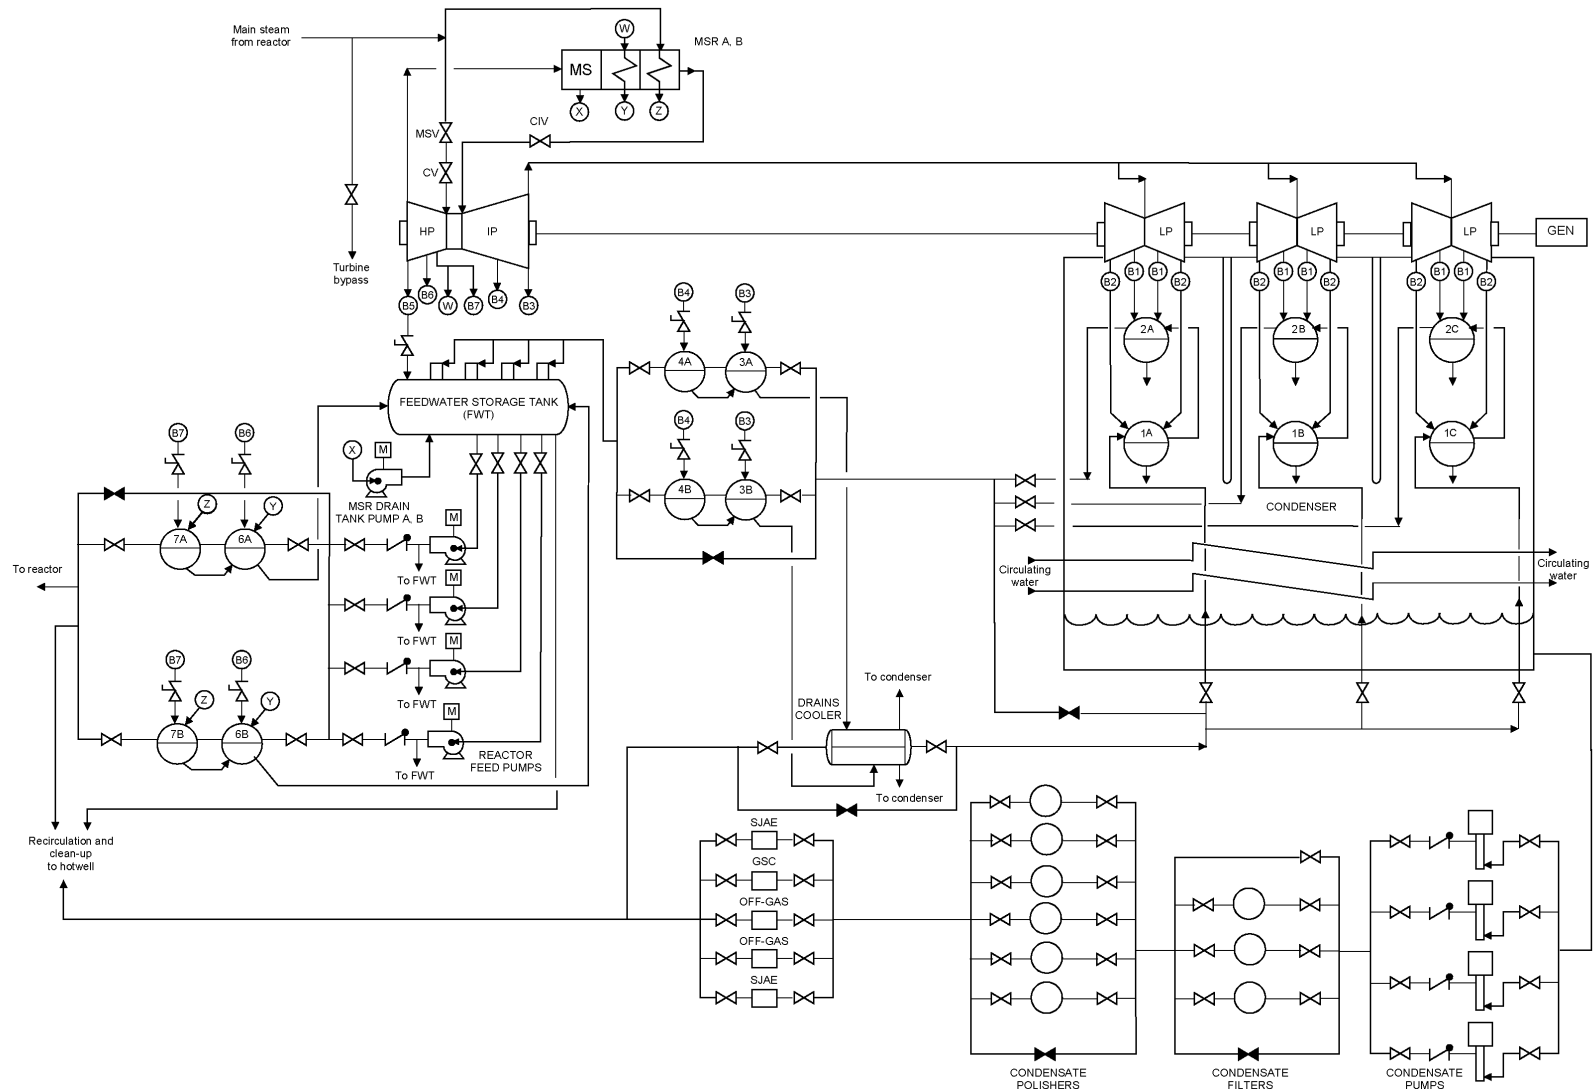 Main steam
from reactor
W
MSR A, B
MS
X
Y
Z
CIV
MSV
CV
HP
IP
LP
LP
LP
GEN
Turbine
bypass
B5
B6
W
B7
B4
B3
B2
B1
B1
B2
B2
B1
B1
B2
B2
B1
B1
B2
B4
B3
2A
2B
2C
4A
3A
FEEDWATER STORAGE TANK
(FWT)
B4
B3
B7
B6
X
M
1A
1B
1C
4B
3B
MSR DRAIN
TANK PUMP A, B
CONDENSER
Z
Y
M
7A
6A
To reactor
To FWT
M
Circulating
water
Circulating
water
To FWT
M
B7
B6
To FWT
Z
Y
M
To condenser
DRAINS
COOLER
7B
6B
REACTOR
FEED PUMPS
To FWT
To condenser
Recirculation and
clean-up
to hotwell
SJAE
GSC
OFF-GAS
OFF-GAS
SJAE
CONDENSATE
POLISHERS
CONDENSATE
FILTERS
CONDENSATE
PUMPS